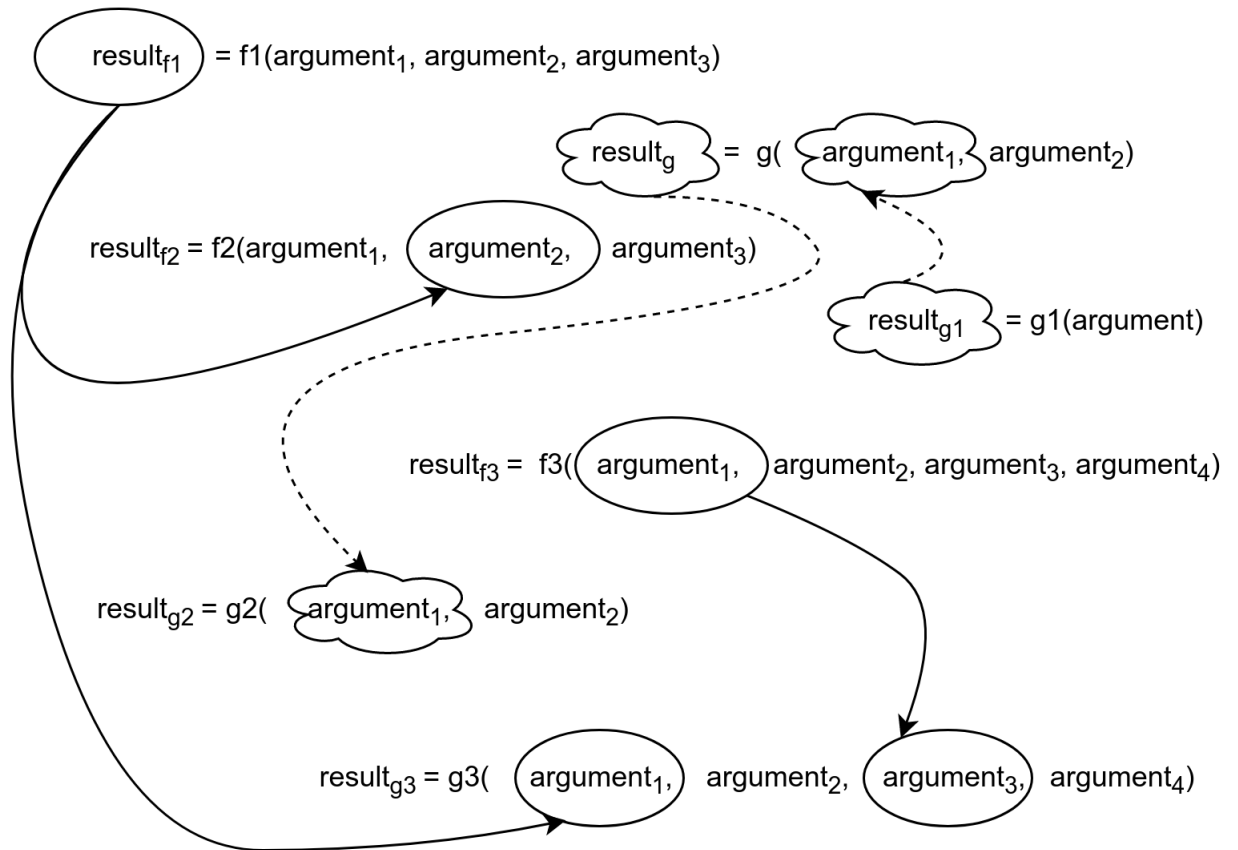 result_f1 = f1(argument_1, argument_2, argument_3)
result_g = g( argument_1, argument_2)
result_f2 = f2(argument_1, argument_2, argument_3)
result_g1 = g1(argument)
result_f3 = f3( argument_1, argument_2, argument_3, argument_4)
result_g2 = g2( argument_1, argument_2)
result_g3 = g3( argument_1, argument_2, argument_3, argument_4)